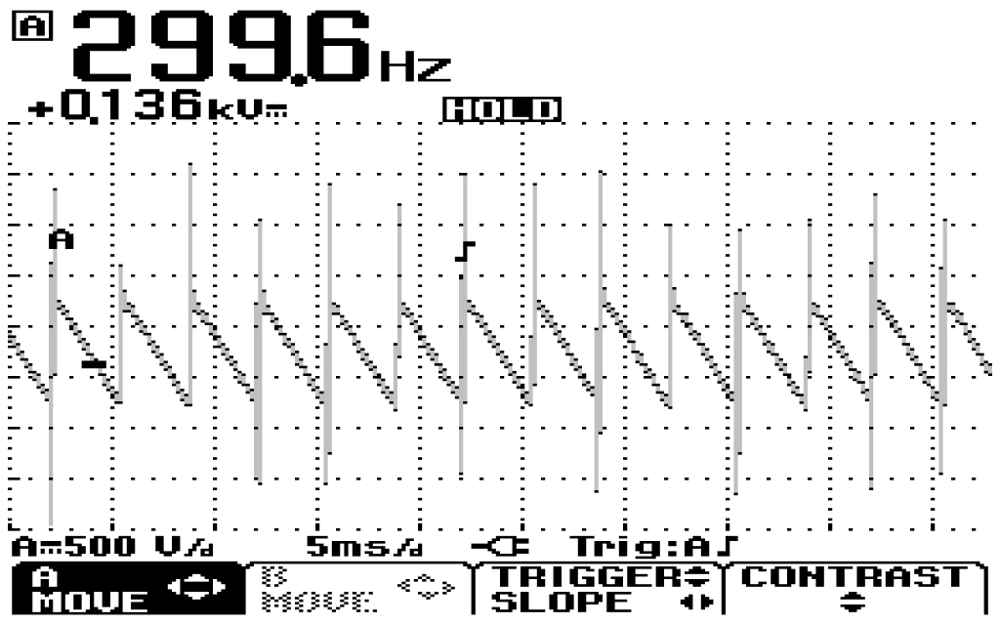 A 299.6 Hz
+0.136 kV
HOLD
A
A 500 V/d 5ms/d Trig:A
A MOVE
B MOVE
TRIGGER SLOPE
CONTRAST